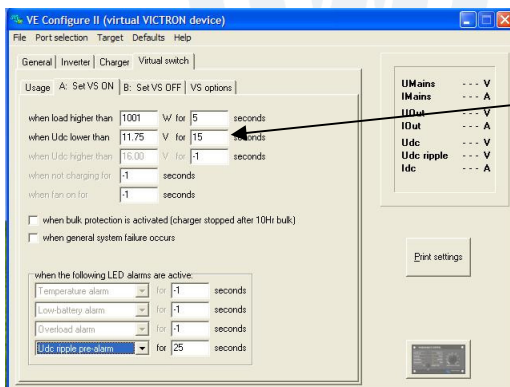 VE Configure II (virtual VICTRON device)
File Port selection Target Defaults Help
General Inverter Charger Virtual switch
Usage A: Set VS ON B: Set VS OFF VS options
when load higher than 1001 W for 5 seconds
when Udc lower than 11.75 V for 15 seconds
when Udc higher than 16.00 V for -1 seconds
when not charging for -1 seconds
when fan on for -1 seconds
when bulk protection is activated (charger stopped after 10Hr bulk)
when general system failure occurs
when the following LED alarms are active:
Temperature alarm for -1 seconds
Low-battery alarm for -1 seconds
Overload alarm for -1 seconds
Udc ripple pre-alarm for 25 seconds
UMains --- V
IMains --- A
UOut --- V
IOut --- A
Udc --- V
Udc ripple --- V
Idc --- A
Print settings